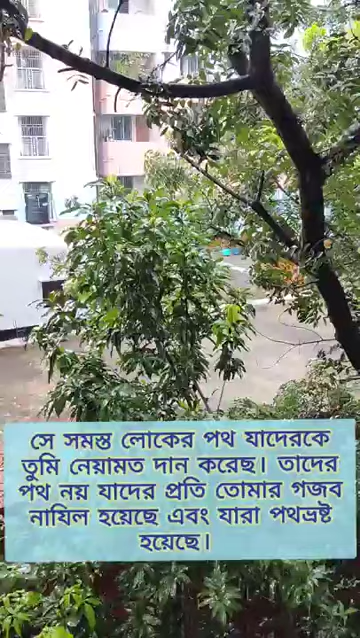 সে সমস্ত লোকের পথ যাদেরকে
তুমি নেয়ামত দান করেছ। তাদের
পথ নয় যাদের প্রতি তোমার গজব
নাযিল হয়েছে এবং যারা পথভ্রষ্ট
হয়েছে।